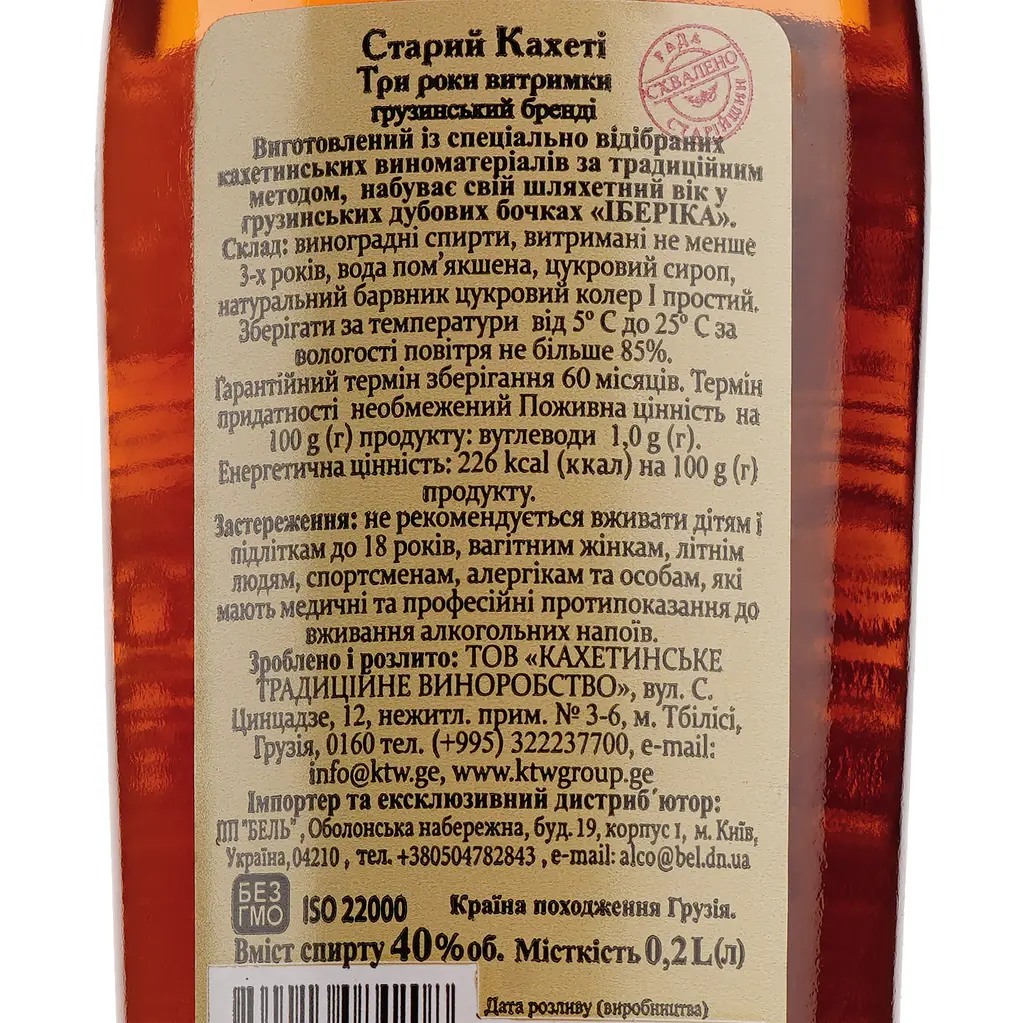 Старий Кахеті
Три роки витримки
грузинський бренді
РАДА
СХВАЛЕНО
СТАРІЙШИН
Виготовлений із спеціально відібраних
кахетинських виноматеріалів за традиційним
методом, набуває свій шляхетний вік у
грузинських дубових бочках «ІБЕРІКА».
Склад: виноградні спирти, витримані не менше
3-х років, вода пом'якшена, цукровий сироп,
натуральний барвник цукровий колер І простий.
Зберігати за температури від 5° С до 25° С за
вологості повітря не більше 85%.
Гарантійний термін зберігання 60 місяців. Термін
придатності необмежений Поживна цінність на
100 g (г) продукту: вуглеводи 1,0 g (г).
Енергетична цінність: 226 kcal (ккал) на 100 g (г)
продукту.
Застереження: не рекомендується вживати дітям і
підліткам до 18 років, вагітним жінкам, літнім
людям, спортсменам, алергікам та особам, які
мають медичні та професійні протипоказання до
вживання алкогольних напоїв.
Зроблено і розлито: ТОВ «КАХЕТИНСЬКЕ
ТРАДИЦІЙНЕ ВИНОРОБСТВО», вул. С.
Цинцадзе, 12, нежитл. прим. № 3-6, м. Тбілісі,
Грузія, 0160 тел. (+995) 322237700, e-mail:
info@ktw.ge, www.ktwgroup.ge
Імпортер та ексклюзивний дистриб'ютор:
ПП "БЕЛЬ", Оболонська набережна, буд. 19, корпус 1, м. Київ,
Україна, 04210, тел. +380504782843, e-mail: alco@bel.dn.ua
БЕЗ
ГМО
ISO 22000 Країна походження Грузія.
Вміст спирту 40% об. Місткість 0,2 L (л)
Дата розливу (виробництва)